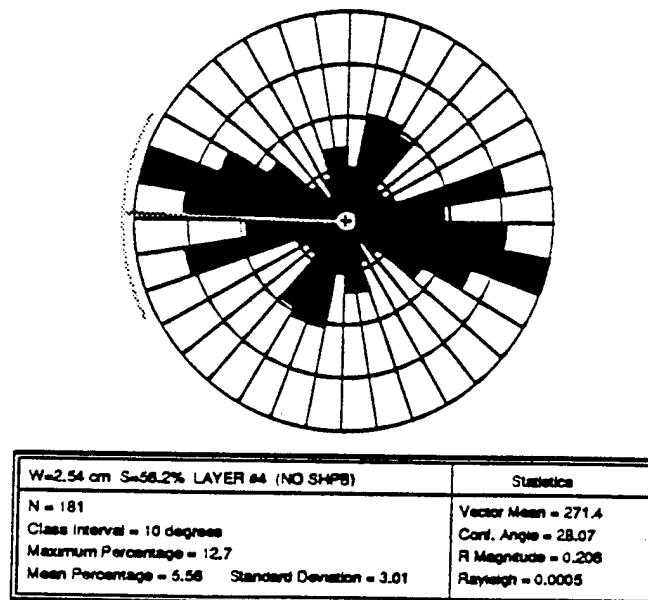 W=2.54 cm S=56.2% LAYER #4 (NO SHPB)
Statistics
N = 181
Class Interval = 10 degrees
Maximum Percentage = 12.7
Mean Percentage = 5.56 Standard Deviation = 3.01
Vector Mean = 271.4
Conf. Angle = 28.07
R Magnitude = 0.206
Rayleigh = 0.0005